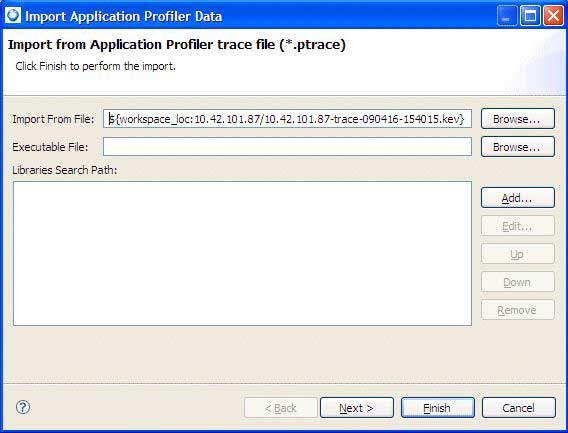 Import Application Profiler Data
Import from Application Profiler trace file (*.ptrace)
Click Finish to perform the import.
Import From File: ${workspace_loc:10.42.101.87/10.42.101.87-trace-090416-154015.kev} Browse...
Executable File: Browse...
Libraries Search Path:
Add...
Edit...
Up
Down
Remove
? < Back Next > Finish Cancel